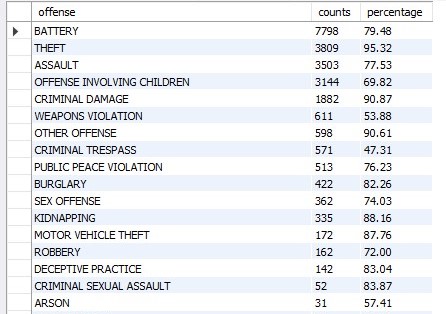 offense counts percentage
BATTERY 7798 79.48
THEFT 3809 95.32
ASSAULT 3503 77.53
OFFENSE INVOLVING CHILDREN 3144 69.82
CRIMINAL DAMAGE 1882 90.87
WEAPONS VIOLATION 611 53.88
OTHER OFFENSE 598 90.61
CRIMINAL TRESPASS 571 47.31
PUBLIC PEACE VIOLATION 513 76.23
BURGLARY 422 82.26
SEX OFFENSE 362 74.03
KIDNAPPING 335 88.16
MOTOR VEHICLE THEFT 172 87.76
ROBBERY 162 72.00
DECEPTIVE PRACTICE 142 83.04
CRIMINAL SEXUAL ASSAULT 52 83.87
ARSON 31 57.41